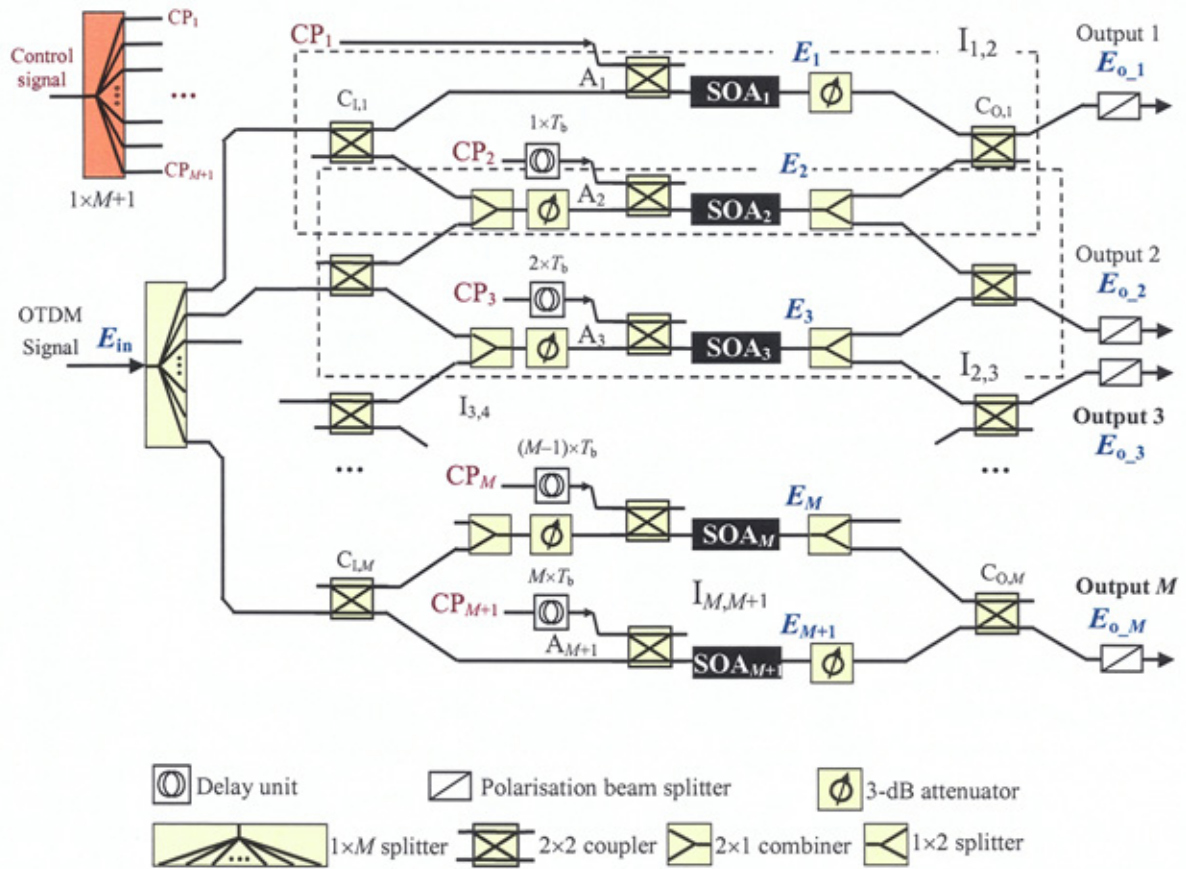 CP1
Control
signal
...
...
CPM+1
1×M+1
CP1
E1
I1,2
Output 1
Eo_1
A1
SOA1
CI,1
CO,1
1×Tb
CP2
E2
A2
SOA2
2×Tb
Output 2
Eo_2
OTDM
Signal
Ein
CP3
E3
A3
SOA3
...
I2,3
I3,4
Output 3
Eo_3
...
...
(M−1)×Tb
CPM
EM
SOAM
CI,M
M×Tb
CO,M
Output M
Eo_M
CPM+1
IM,M+1
EM+1
AM+1
SOAM+1
Delay unit
Polarisation beam splitter
3-dB attenuator
...
1×M splitter
2×2 coupler
2×1 combiner
1×2 splitter